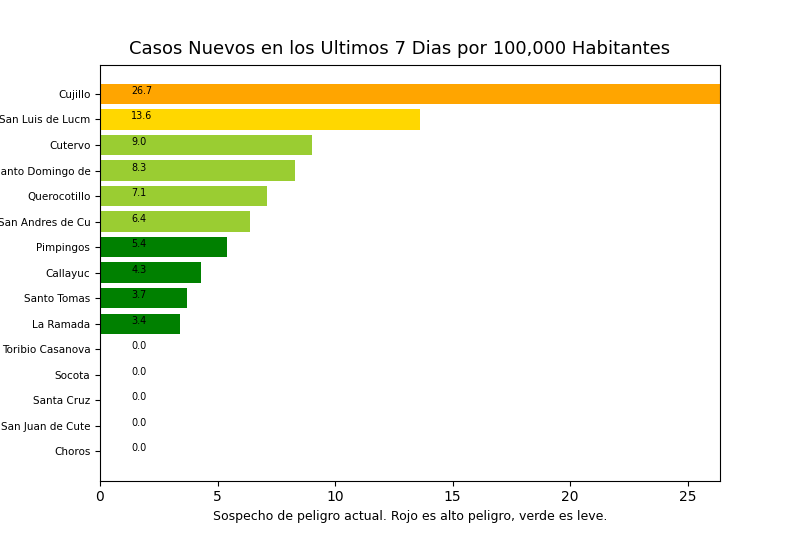 Casos Nuevos en los Ultimos 7 Dias por 100,000 Habitantes
Cujillo 26.7
San Luis de Lucm 13.6
Cutervo 9.0
anto Domingo de 8.3
Querocotillo 7.1
San Andres de Cu 6.4
Pimpingos 5.4
Callayuc 4.3
Santo Tomas 3.7
La Ramada 3.4
Toribio Casanova 0.0
Socota 0.0
Santa Cruz 0.0
San Juan de Cute 0.0
Choros 0.0
0 5 10 15 20 25
Sospecho de peligro actual. Rojo es alto peligro, verde es leve.